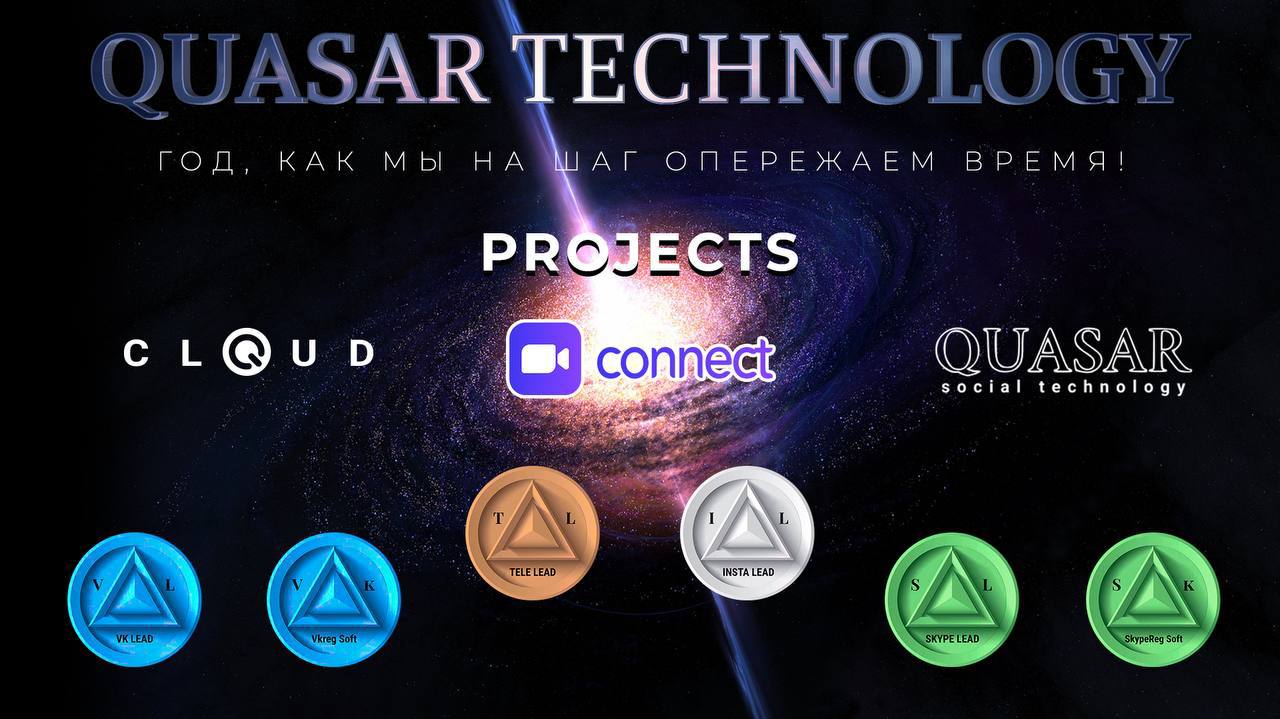 QUASAR TECHNOLOGY
ГОД, КАК МЫ НА ШАГ ОПЕРЕЖАЕМ ВРЕМЯ!
PROJECTS
CLQUD
connect
QUASAR
social technology
T L
TELE LEAD
I L
INSTA LEAD
V L
VK LEAD
V K
Vkreg Soft
S L
SKYPE LEAD
S K
SkypeReg Soft